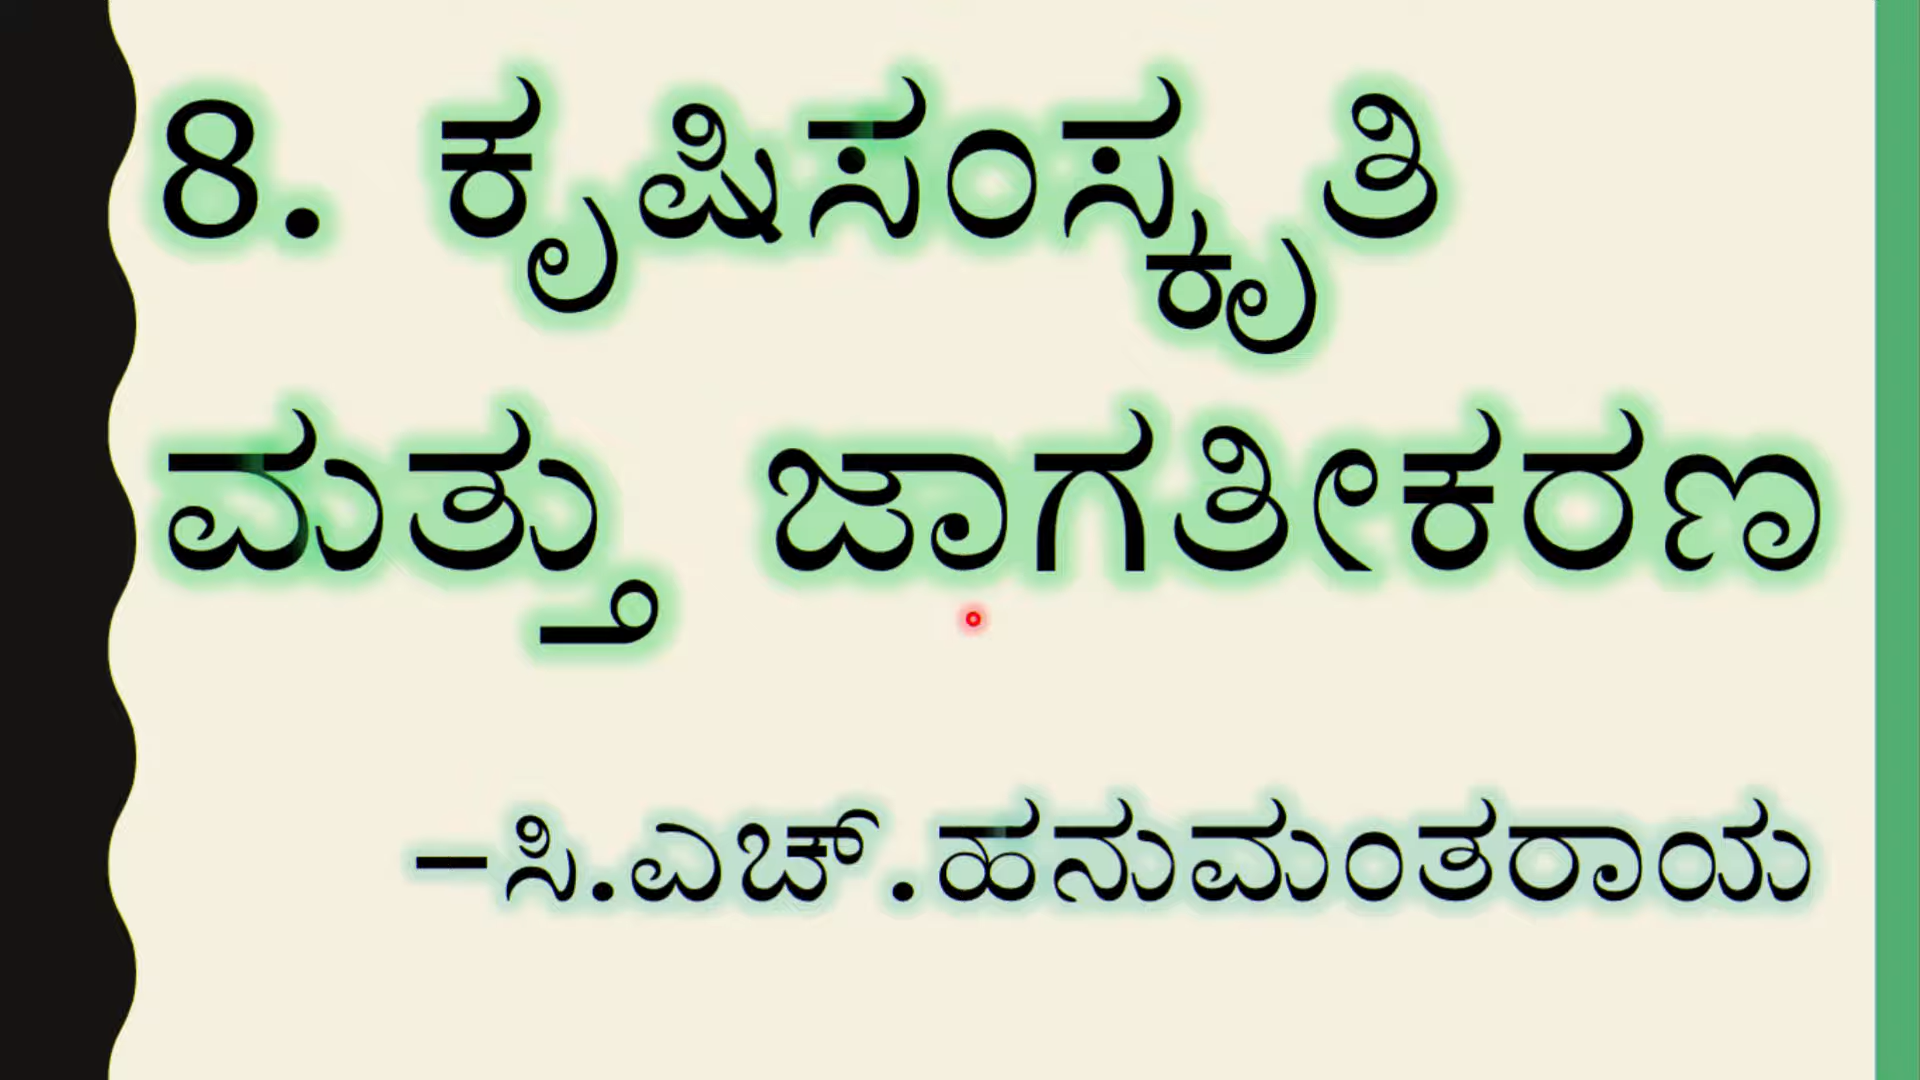 8. ಕೃಷಿಸಂಸ್ಕೃತಿ
ಮತ್ತು ಜಾಗತೀಕರಣ
–ಸಿ.ಎಚ್.ಹನುಮಂತರಾಯ